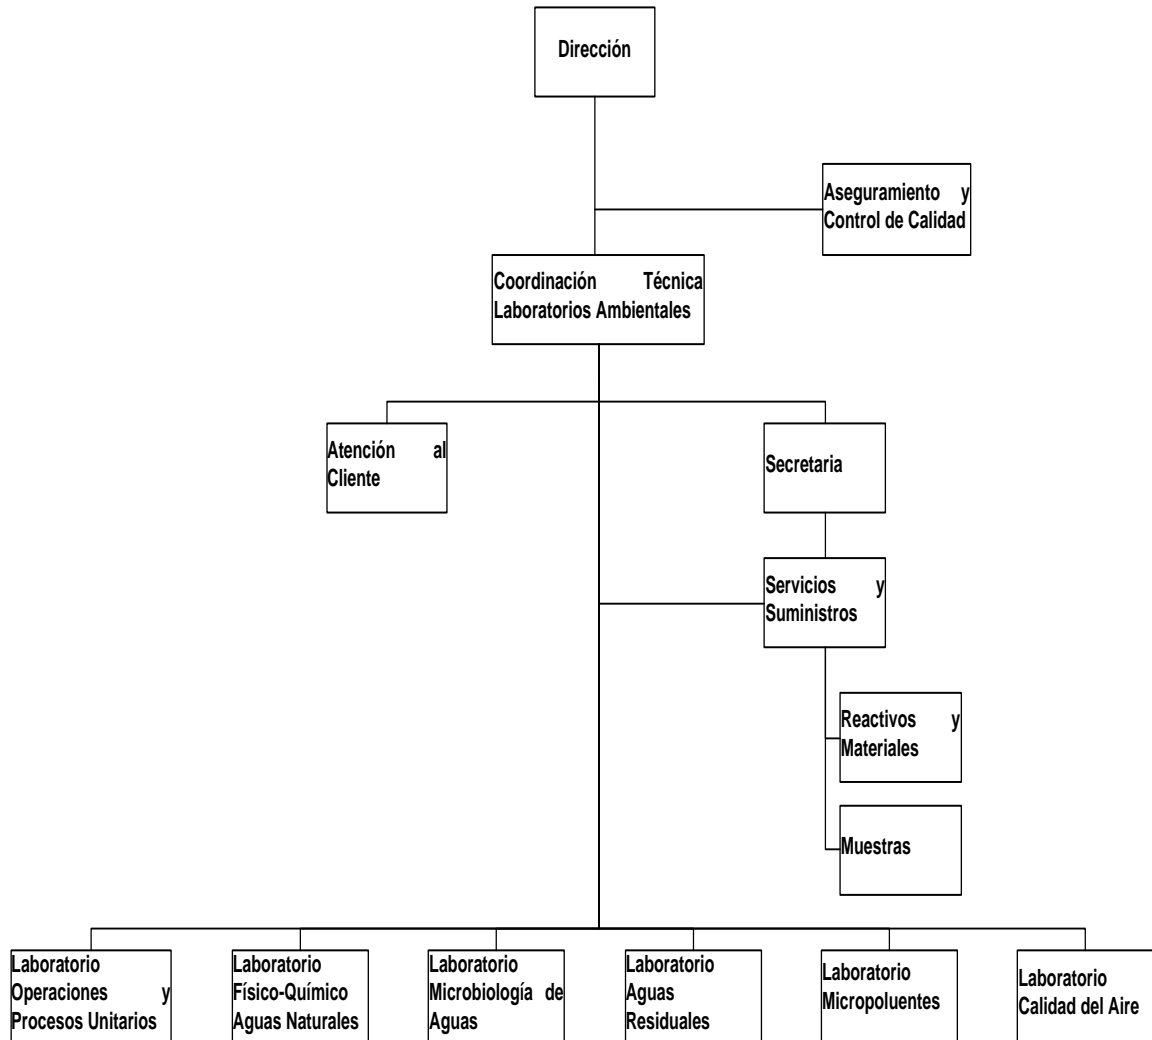 Dirección
Aseguramiento y
Control de Calidad
Coordinación Técnica
Laboratorios Ambientales
Atención al
Cliente
Secretaria
Servicios y
Suministros
Reactivos y
Materiales
Muestras
Laboratorio
Operaciones y
Procesos Unitarios
Laboratorio
Físico-Químico
Aguas Naturales
Laboratorio
Microbiología de
Aguas
Laboratorio
Aguas
Residuales
Laboratorio
Micropoluentes
Laboratorio
Calidad del Aire